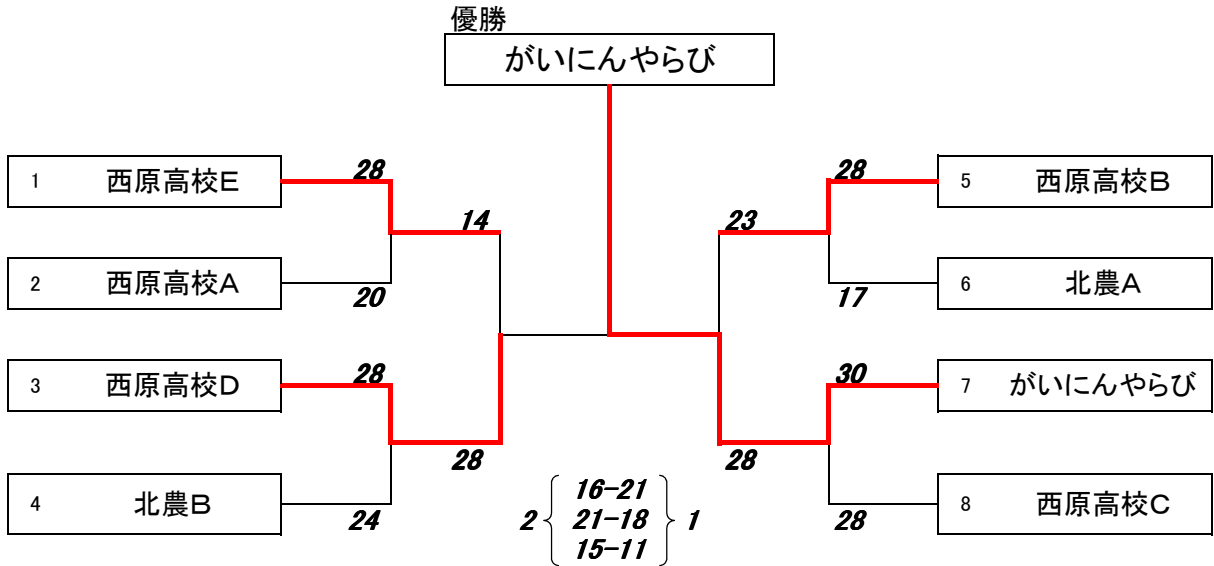 優勝
がいにんやらび
1 西原高校E
28
28
5 西原高校B
14
23
2 西原高校A
20
17
6 北農A
3 西原高校D
28
30
7 がいにんやらび
28
28
4 北農B
24
28
8 西原高校C
16-21
2 21-18 1
15-11